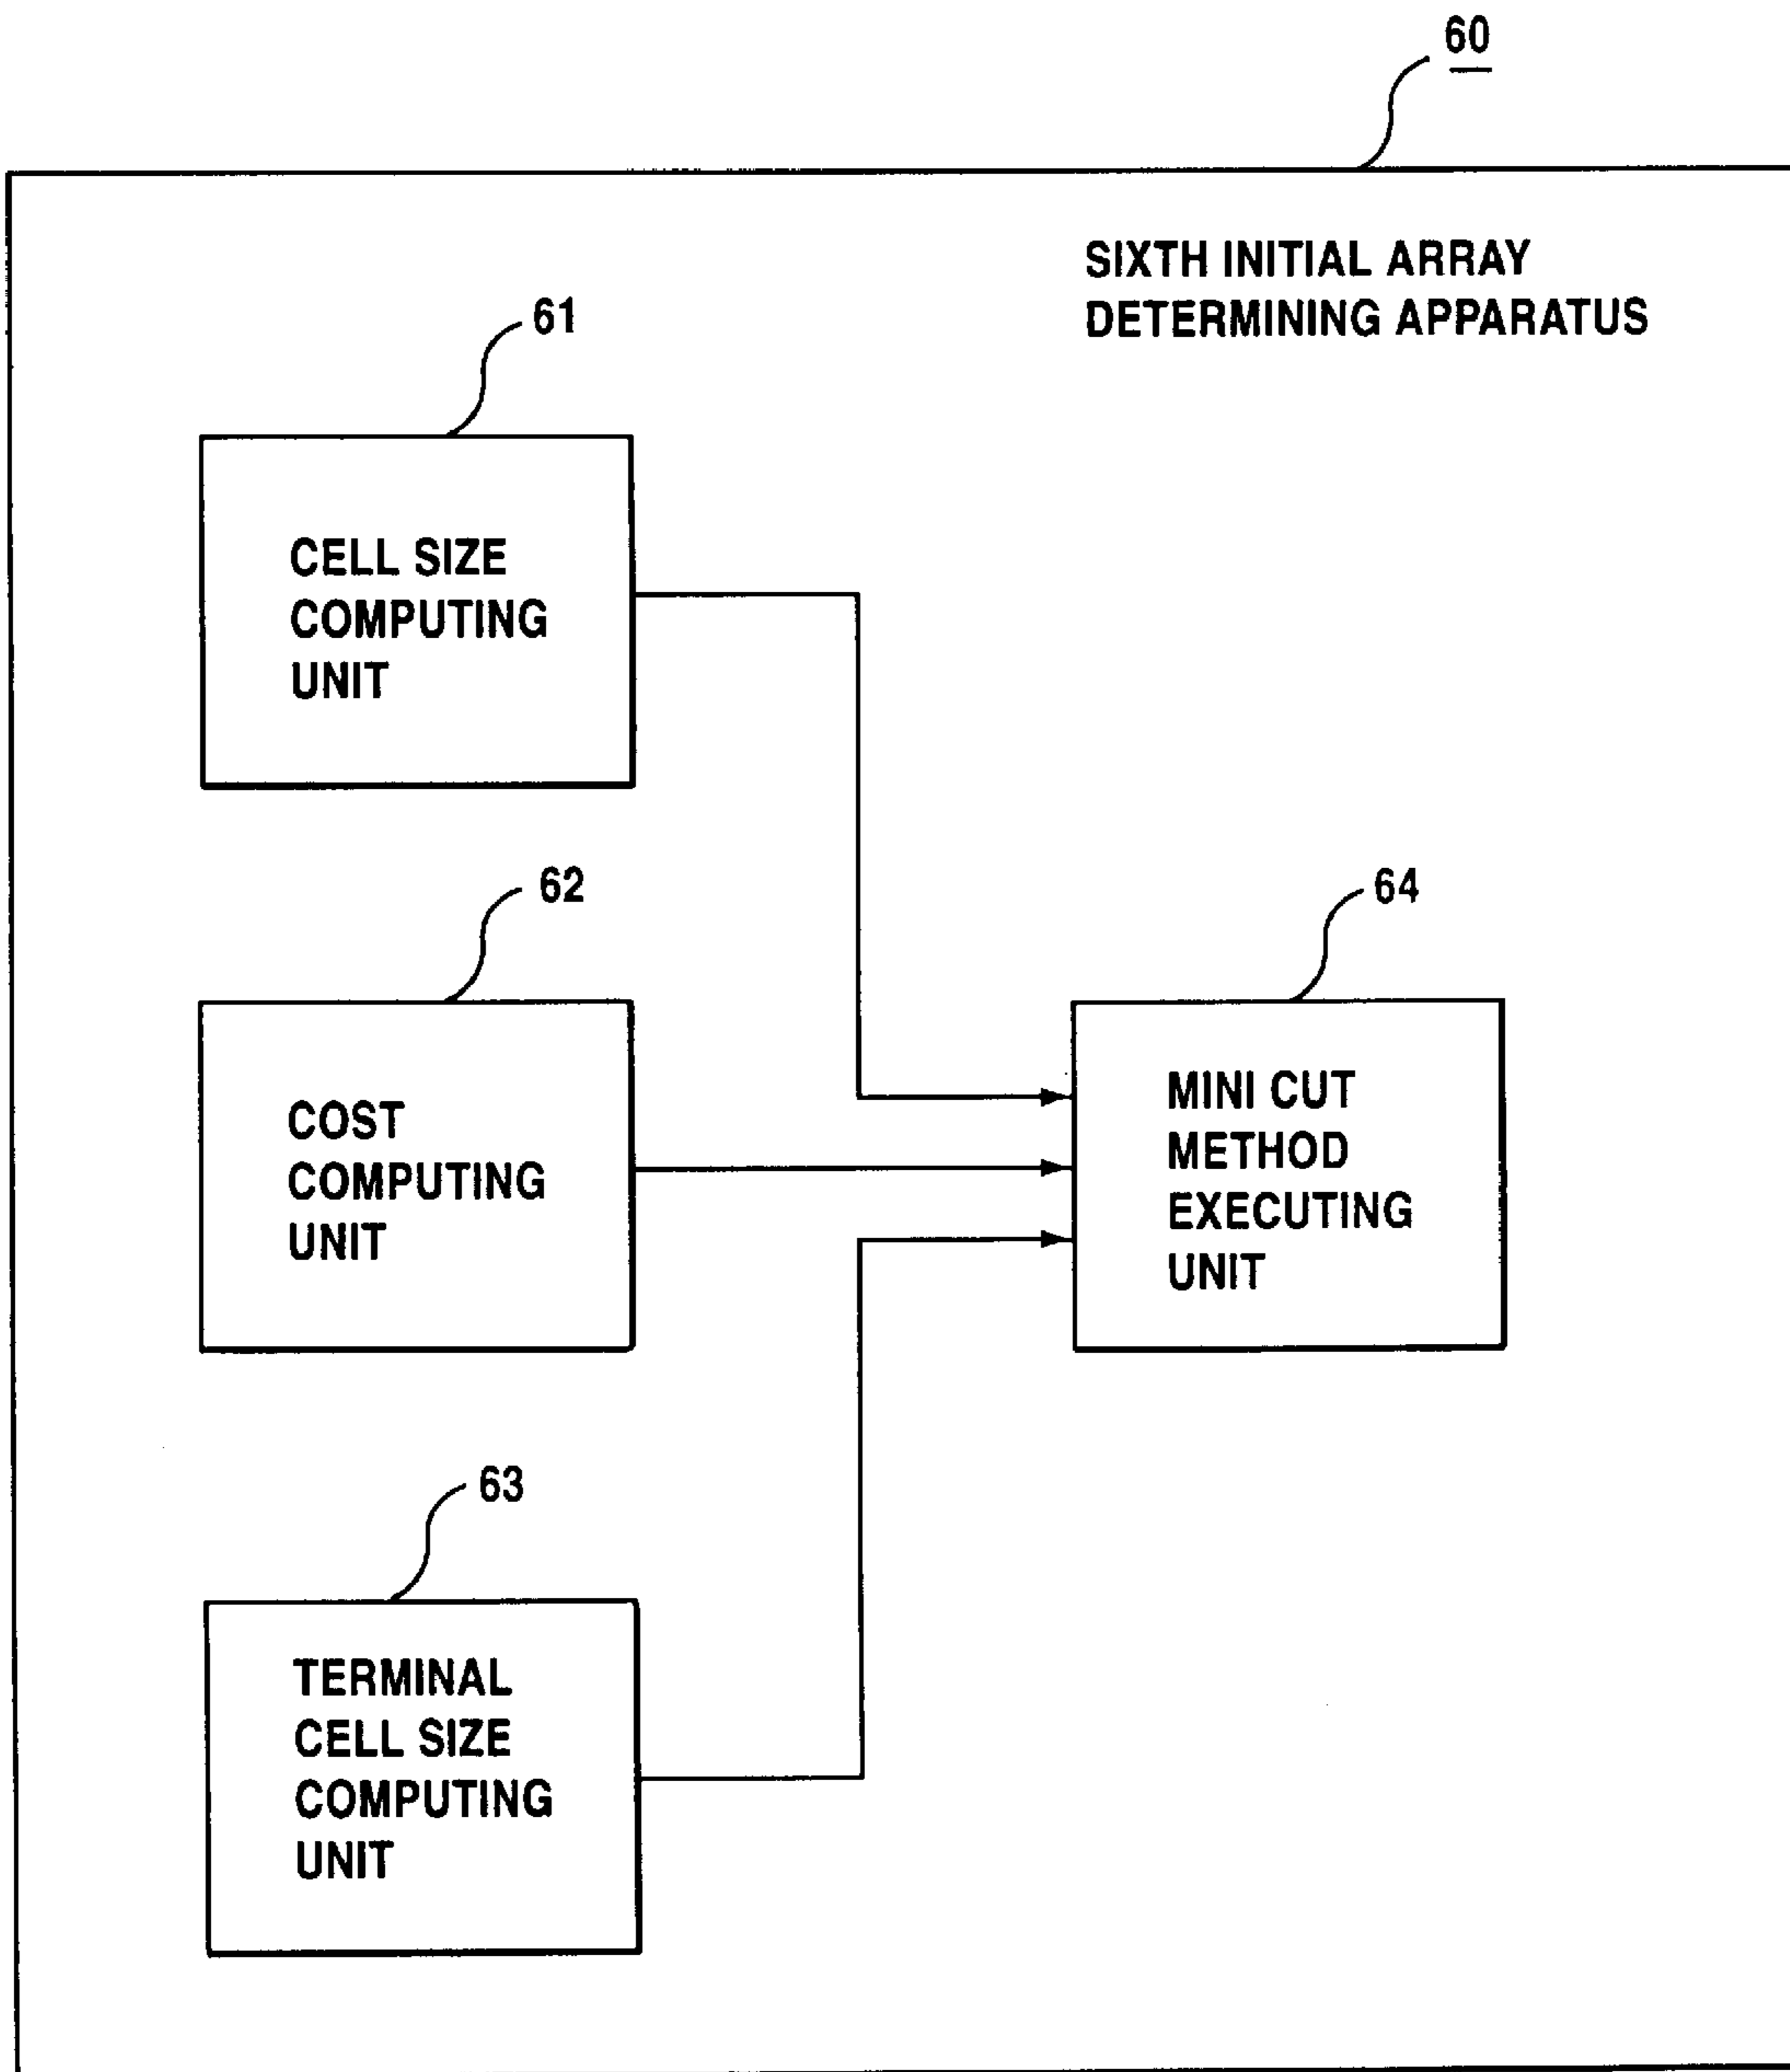 60
SIXTH INITIAL ARRAY
DETERMINING APPARATUS
61
CELL SIZE
COMPUTING
UNIT
62
COST
COMPUTING
UNIT
64
MINI CUT
METHOD
EXECUTING
UNIT
63
TERMINAL
CELL SIZE
COMPUTING
UNIT